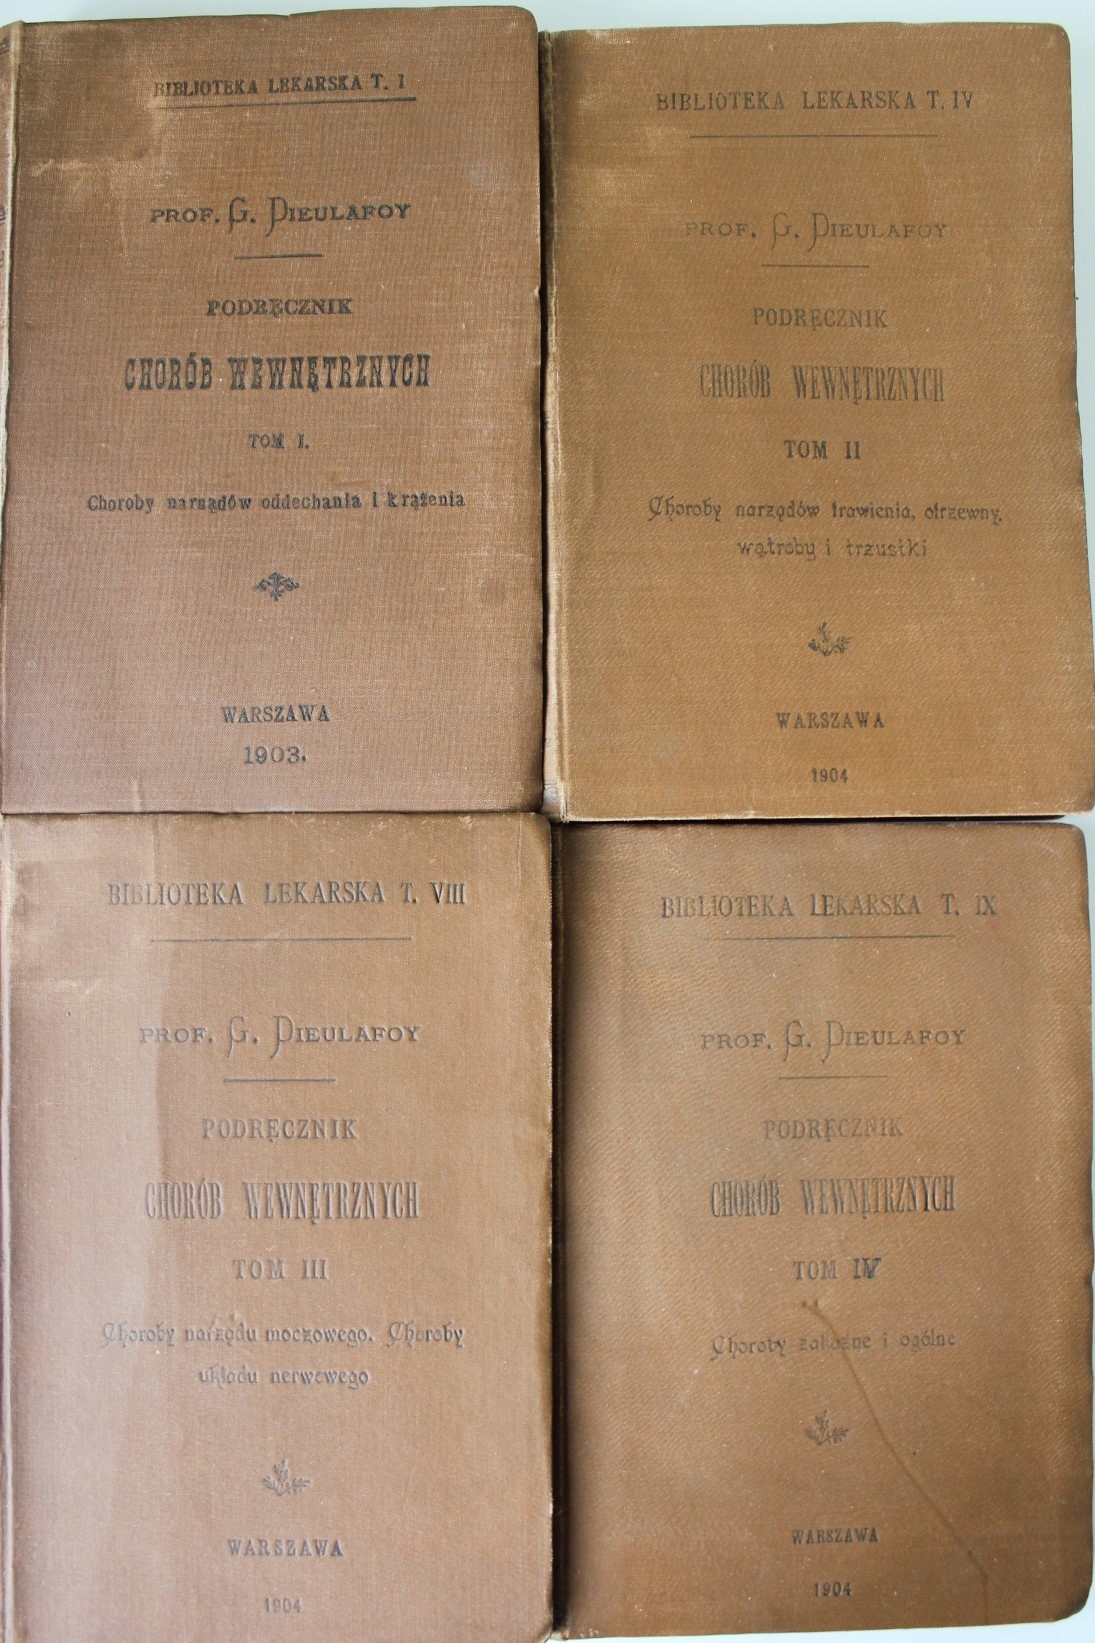 BIBLIOTEKA LEKARSKA T. I
PROF. G. DIEULAFOY
PODRĘCZNIK
CHORÓB WEWNĘTRZNYCH
TOM I.
Choroby narządów oddechania i krążenia
WARSZAWA
1903.
BIBLIOTEKA LEKARSKA T. IV
PROF. G. DIEULAFOY
PODRĘCZNIK
CHORÓB WEWNĘTRZNYCH
TOM II
Choroby narządów trawienia, otrzewny,
wątroby i trzustki
WARSZAWA
1904
BIBLIOTEKA LEKARSKA T. VIII
PROF. G. DIEULAFOY
PODRĘCZNIK
CHORÓB WEWNĘTRZNYCH
TOM III
Choroby narządu moczowego. Choroby
układu nerwowego
WARSZAWA
1904
BIBLIOTEKA LEKARSKA T. IX
PROF. G. DIEULAFOY
PODRĘCZNIK
CHORÓB WEWNĘTRZNYCH
TOM IV
Choroby zakaźne i ogólne
WARSZAWA
1904